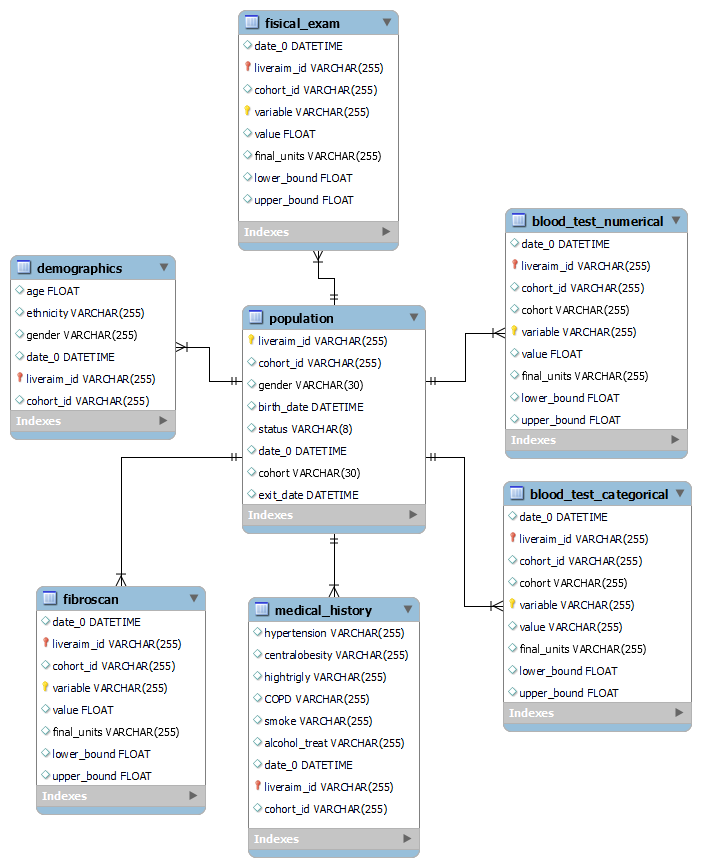 fisical_exam
date_0 DATETIME
liveraim_id VARCHAR(255)
cohort_id VARCHAR(255)
variable VARCHAR(255)
value FLOAT
final_units VARCHAR(255)
lower_bound FLOAT
upper_bound FLOAT
Indexes
blood_test_numerical
date_0 DATETIME
liveraim_id VARCHAR(255)
cohort_id VARCHAR(255)
cohort VARCHAR(255)
variable VARCHAR(255)
value FLOAT
final_units VARCHAR(255)
lower_bound FLOAT
upper_bound FLOAT
Indexes
demographics
age FLOAT
ethnicity VARCHAR(255)
gender VARCHAR(255)
date_0 DATETIME
liveraim_id VARCHAR(255)
cohort_id VARCHAR(255)
Indexes
population
liveraim_id VARCHAR(255)
cohort_id VARCHAR(255)
gender VARCHAR(30)
birth_date DATETIME
status VARCHAR(8)
date_0 DATETIME
cohort VARCHAR(30)
exit_date DATETIME
Indexes
blood_test_categorical
date_0 DATETIME
liveraim_id VARCHAR(255)
cohort_id VARCHAR(255)
cohort VARCHAR(255)
variable VARCHAR(255)
value VARCHAR(255)
final_units VARCHAR(255)
lower_bound FLOAT
upper_bound FLOAT
Indexes
fibroscan
date_0 DATETIME
liveraim_id VARCHAR(255)
cohort_id VARCHAR(255)
variable VARCHAR(255)
value FLOAT
final_units VARCHAR(255)
lower_bound FLOAT
upper_bound FLOAT
Indexes
medical_history
hypertension VARCHAR(255)
centralobesity VARCHAR(255)
hightrigly VARCHAR(255)
COPD VARCHAR(255)
smoke VARCHAR(255)
alcohol_treat VARCHAR(255)
date_0 DATETIME
liveraim_id VARCHAR(255)
cohort_id VARCHAR(255)
Indexes